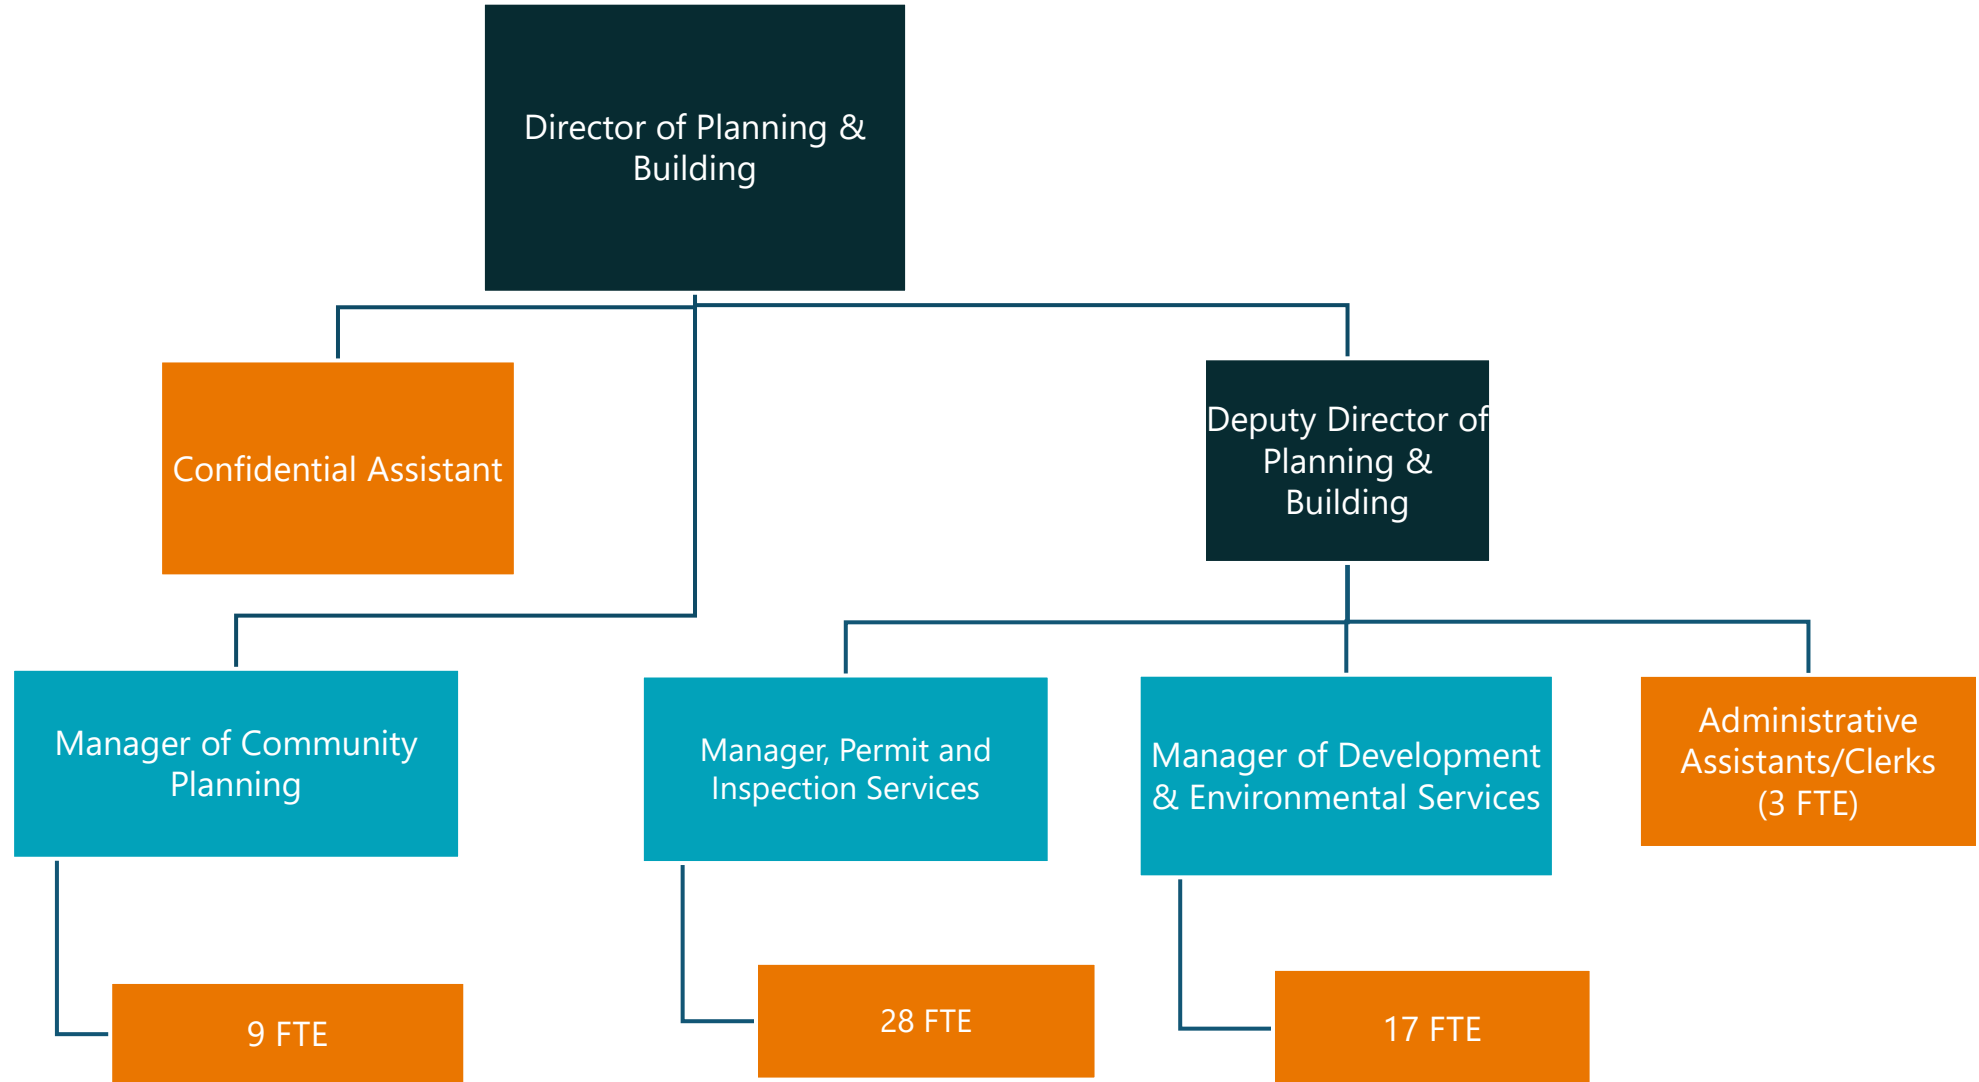 Director of Planning &
Building
Confidential Assistant
Deputy Director of
Planning &
Building
Manager of Community
Planning
Manager, Permit and
Inspection Services
Manager of Development
& Environmental Services
Administrative
Assistants/Clerks
(3 FTE)
9 FTE
28 FTE
17 FTE